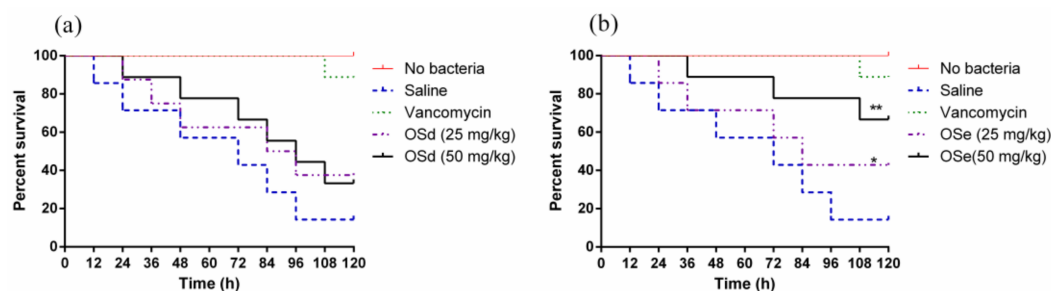 (a)
100
80
60
40
20
0
Percent survival
0 12 24 36 48 60 72 84 96 108 120
Time (h)
No bacteria
Saline
Vancomycin
OSd (25 mg/kg)
OSd (50 mg/kg)
(b)
100
80
60
40
20
0
Percent survival
0 12 24 36 48 60 72 84 96 108 120
Time (h)
**
*
No bacteria
Saline
Vancomycin
OSe (25 mg/kg)
OSe(50 mg/kg)